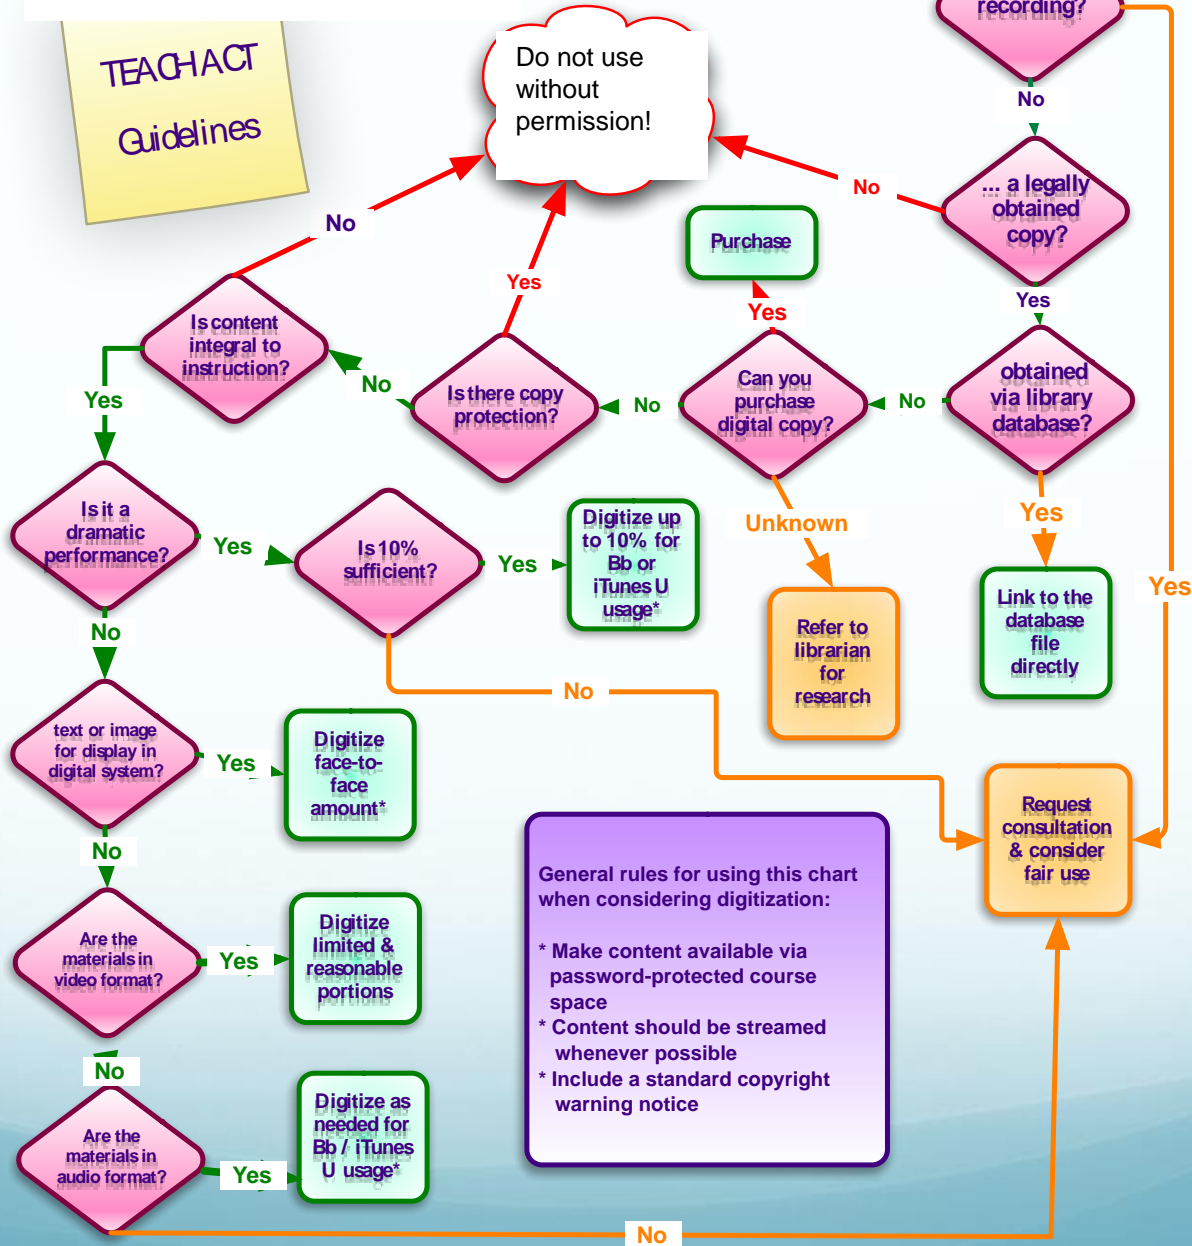 recording?
TEACH ACT
Guidelines
Do not use
without
permission!
No
... a legally
obtained
copy?
No
No
Purchase
Yes
Yes
Yes
Is content
integral to
instruction?
obtained
via library
database?
Can you
purchase
digital copy?
Is there copy
protection?
No
No
No
Yes
Is it a
dramatic
performance?
Yes
Is 10%
sufficient?
Yes
Digitize up
to 10% for
Bb or
iTunes U
usage*
Unknown
Yes
Yes
Link to the
database
file
directly
Refer to
librarian
for
research
No
No
text or image
for display in
digital system?
Yes
Digitize
face-to-
face
amount*
Request
consultation
& consider
fair use
No
General rules for using this chart
when considering digitization:
* Make content available via
password-protected course
space
* Content should be streamed
whenever possible
* Include a standard copyright
warning notice
Are the
materials in
video format?
Yes
Digitize
limited &
reasonable
portions
No
Are the
materials in
audio format?
Yes
Digitize as
needed for
Bb / iTunes
U usage*
No